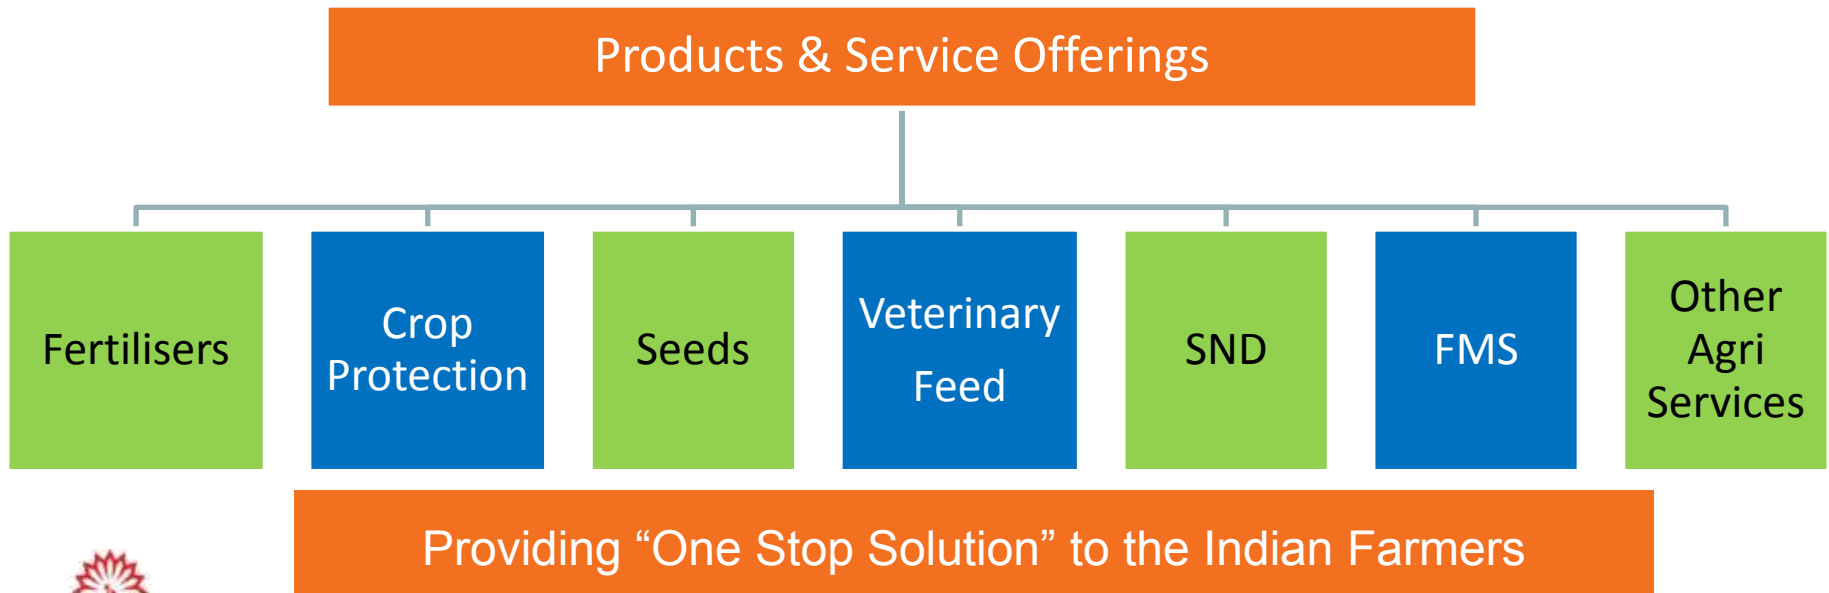 Products & Service Offerings
Fertilisers
Crop
Protection
Seeds
Veterinary
Feed
SND
FMS
Other
Agri
Services
Providing “One Stop Solution” to the Indian Farmers